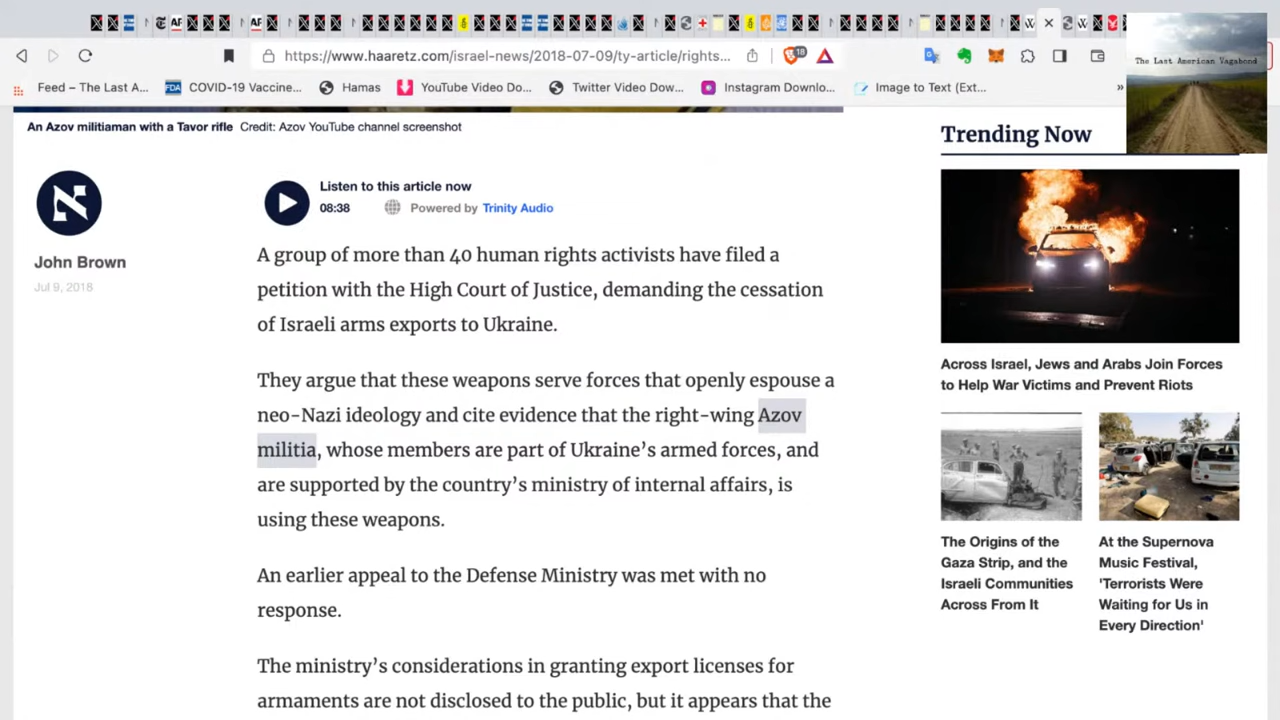 18
https://www.haaretz.com/israel-news/2018-07-09/ty-article/rights...
Feed – The Last A...
FDA
COVID-19 Vaccine...
Hamas
YouTube Video Do...
Twitter Video Dow...
Instagram Downlo...
Image to Text (Ext...
»
The Last American Vagabond
An Azov militiaman with a Tavor rifle Credit: Azov YouTube channel screenshot
John Brown
Jul 9, 2018
Listen to this article now
08:38 Powered by Trinity Audio
A group of more than 40 human rights activists have filed a
petition with the High Court of Justice, demanding the cessation
of Israeli arms exports to Ukraine.
They argue that these weapons serve forces that openly espouse a
neo-Nazi ideology and cite evidence that the right-wing Azov
militia, whose members are part of Ukraine’s armed forces, and
are supported by the country’s ministry of internal affairs, is
using these weapons.
An earlier appeal to the Defense Ministry was met with no
response.
The ministry’s considerations in granting export licenses for
armaments are not disclosed to the public, but it appears that the
Trending Now
Across Israel, Jews and Arabs Join Forces
to Help War Victims and Prevent Riots
The Origins of the
Gaza Strip, and the
Israeli Communities
Across From It
At the Supernova
Music Festival,
'Terrorists Were
Waiting for Us in
Every Direction'